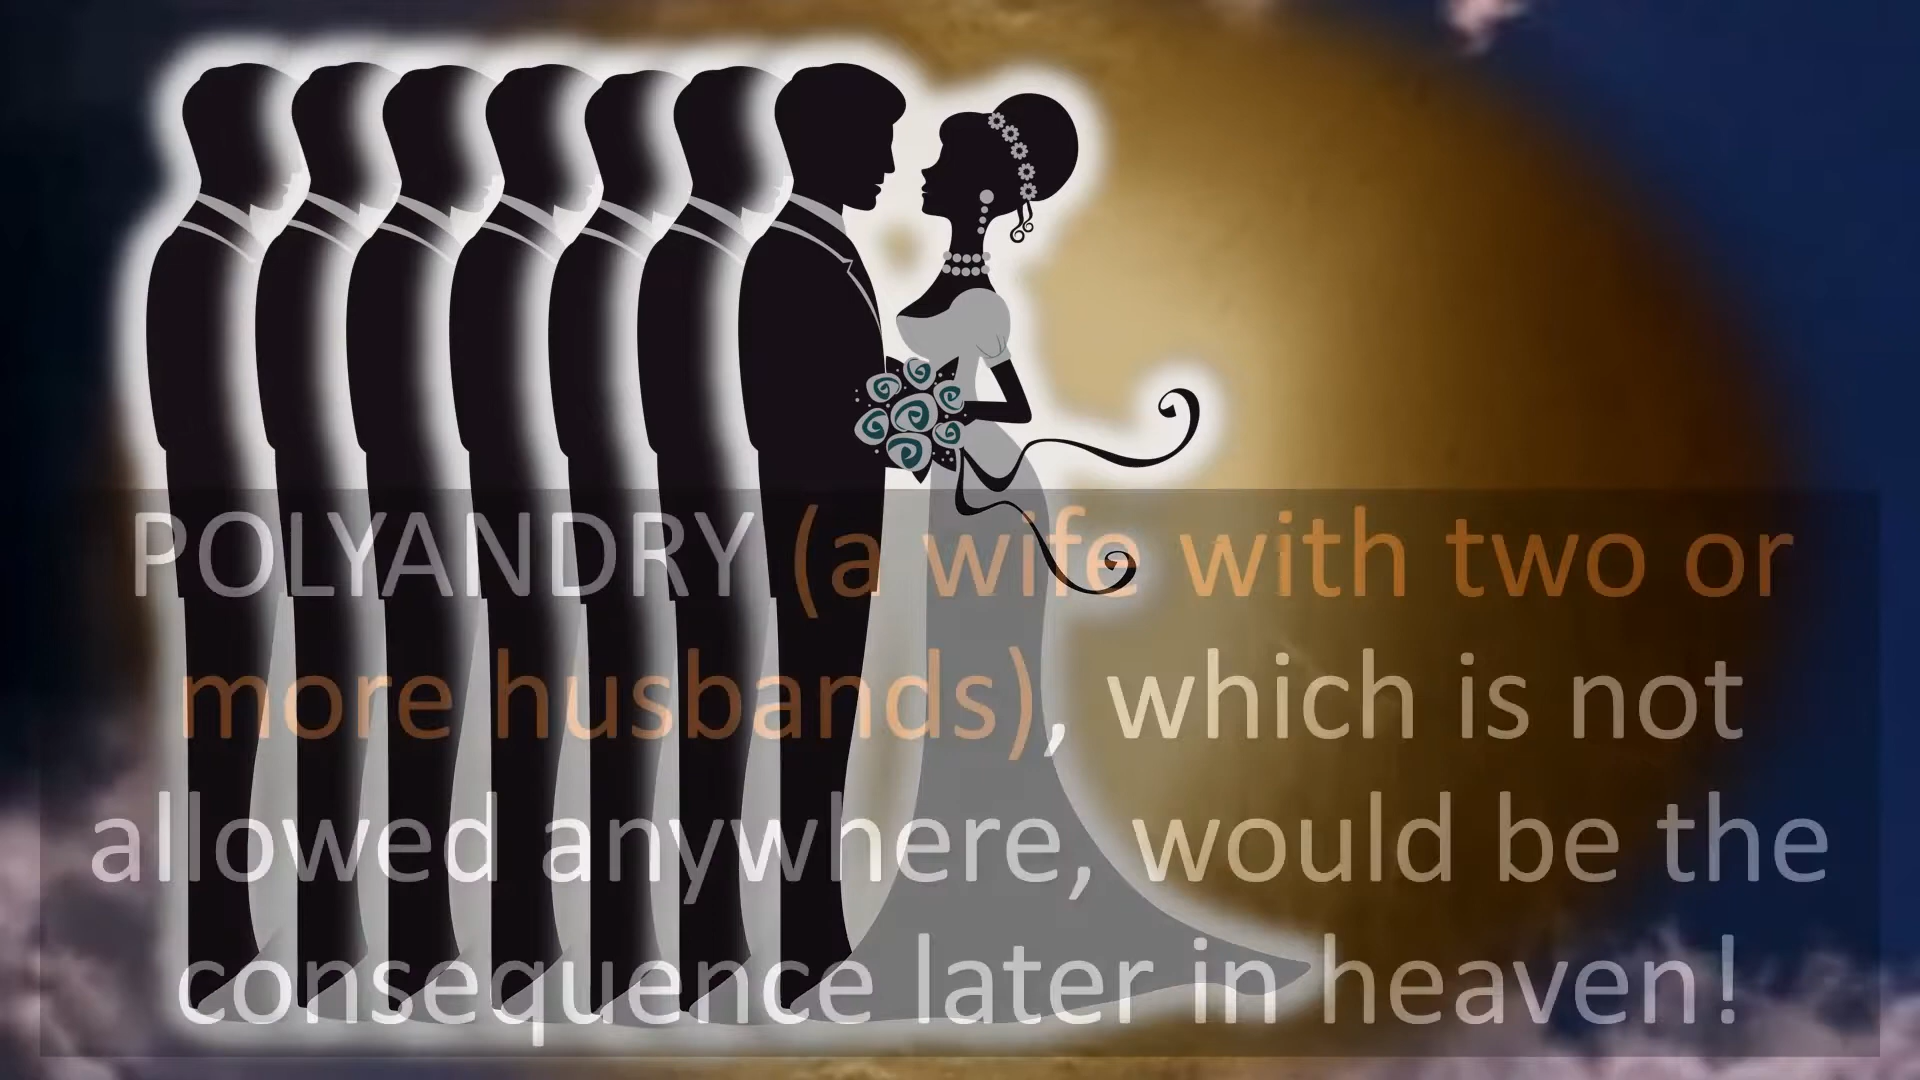 POLYANDRY (a wife with two or
more husbands), which is not
allowed anywhere, would be the
consequence later in heaven!